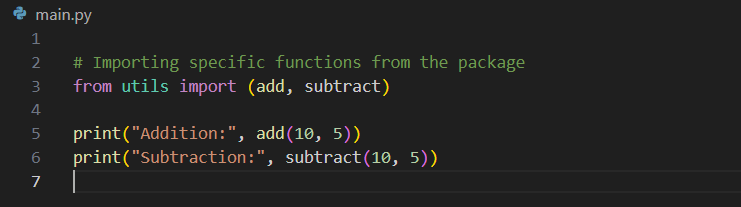 main.py
1
2 # Importing specific functions from the package
3 from utils import (add, subtract)
4
5 print("Addition:", add(10, 5))
6 print("Subtraction:", subtract(10, 5))
7